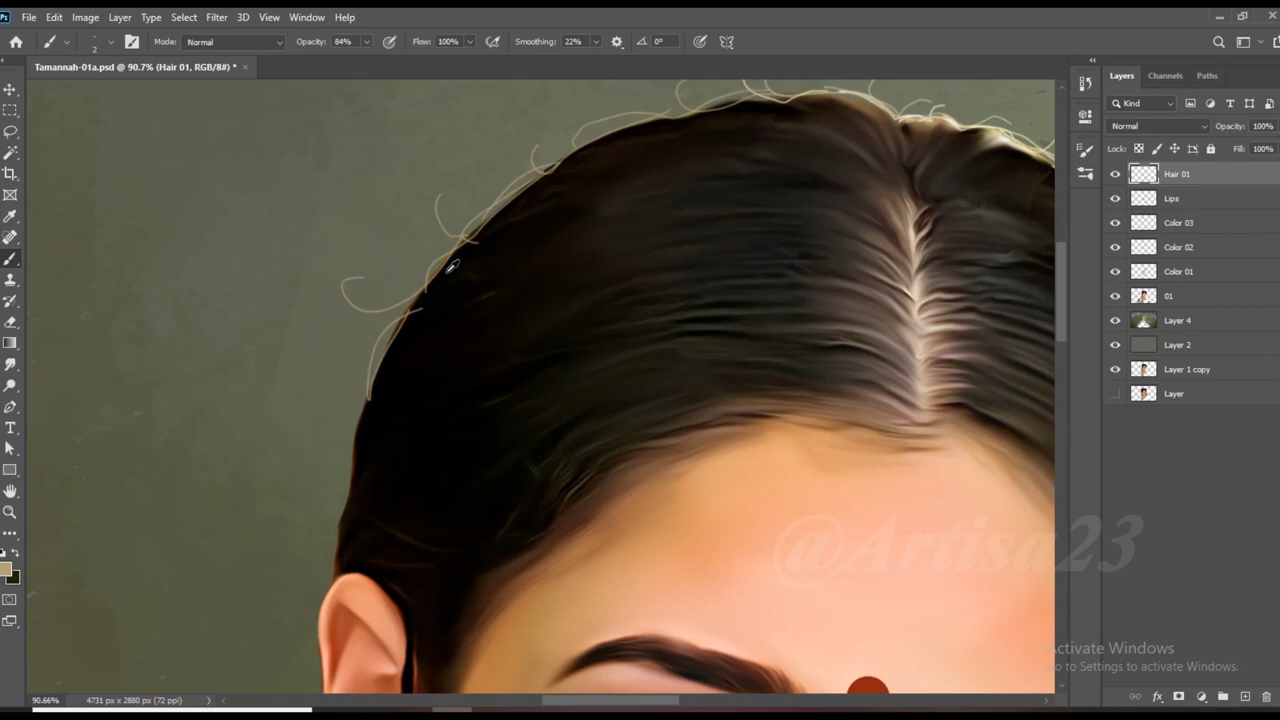 Ps File Edit Image Layer Type Select Filter 3D View Window Help
2 Mode: Normal Opacity: 84% Flow: 100% Smoothing: 22% 0°
Tamannah-01a.psd @ 90.7% (Hair 01, RGB/8#) * ×
Layers Channels Paths
Kind
Normal Opacity: 100%
Lock: Fill: 100%
Hair 01
Lips
Color 03
Color 02
Color 01
01
Layer 4
Layer 2
Layer 1 copy
Layer
@Artisa23
Activate Windows
Go to Settings to activate Windows.
90.66% 4731 px x 2880 px (72 ppi)
fx